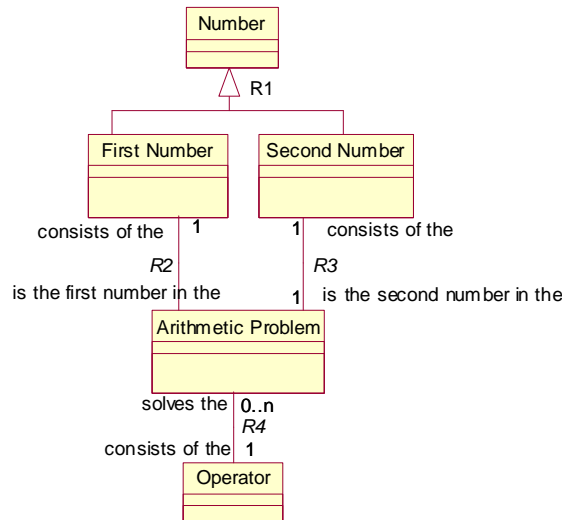 Number
R1
First Number Second Number
consists of the 1 1 consists of the
R2 R3
is the first number in the 1 is the second number in the
Arithmetic Problem
solves the 0..n
R4
consists of the 1
Operator